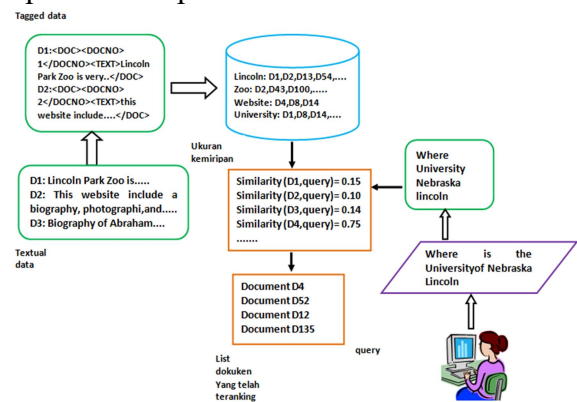 Tagged data
D1:<DOC><DOCNO>
1</DOCNO><TEXT>Lincoln
Park Zoo is very..</DOC>
D2:<DOC><DOCNO>
2</DOCNO><TEXT>this
website include....</DOC>
Lincoln: D1,D2,D13,D54,....
Zoo: D2,D43,D100,.....
Website: D4,D8,D14
University: D1,D8,D14,....
Ukuran
kemiripan
D1: Lincoln Park Zoo is.....
D2: This website include a
biography, photographi,and.....
D3: Biography of Abraham....
Textual
data
Similarity (D1,query)= 0.15
Similarity (D2,query)= 0.10
Similarity (D3,query)= 0.14
Similarity (D4,query)= 0.75
.......
Where
University
Nebraska
lincoln
Where is the
Universityof Nebraska
Lincoln
Document D4
Document D52
Document D12
Document D135
query
List
dokuken
Yang telah
teranking